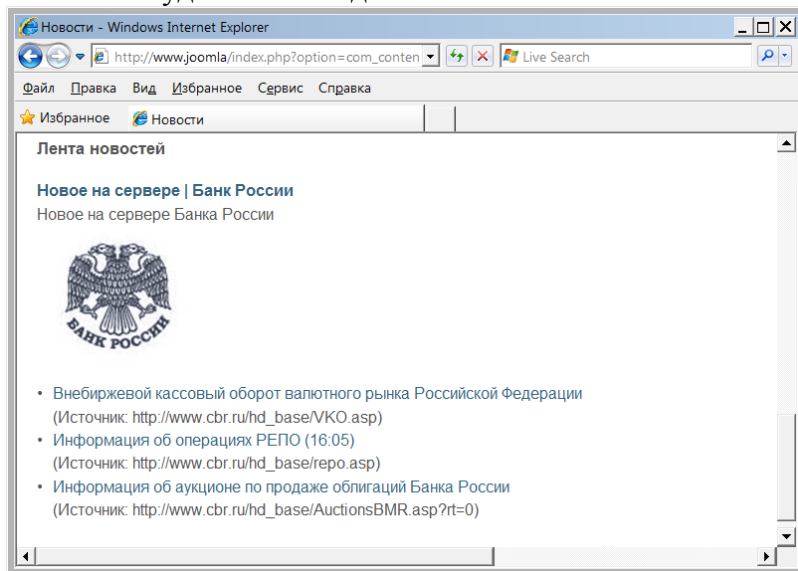 Новости - Windows Internet Explorer
http://www.joomla/index.php?option=com_conten
Live Search
Файл Правка Вид Избранное Сервис Справка
Избранное Новости
Лента новостей
Новое на сервере | Банк России
Новое на сервере Банка России
БАНК РОССИИ
• Внебиржевой кассовый оборот валютного рынка Российской Федерации
(Источник: http://www.cbr.ru/hd_base/VKO.asp)
• Информация об операциях РЕПО (16:05)
(Источник: http://www.cbr.ru/hd_base/repo.asp)
• Информация об аукционе по продаже облигаций Банка России
(Источник: http://www.cbr.ru/hd_base/AuctionsBMR.asp?rt=0)